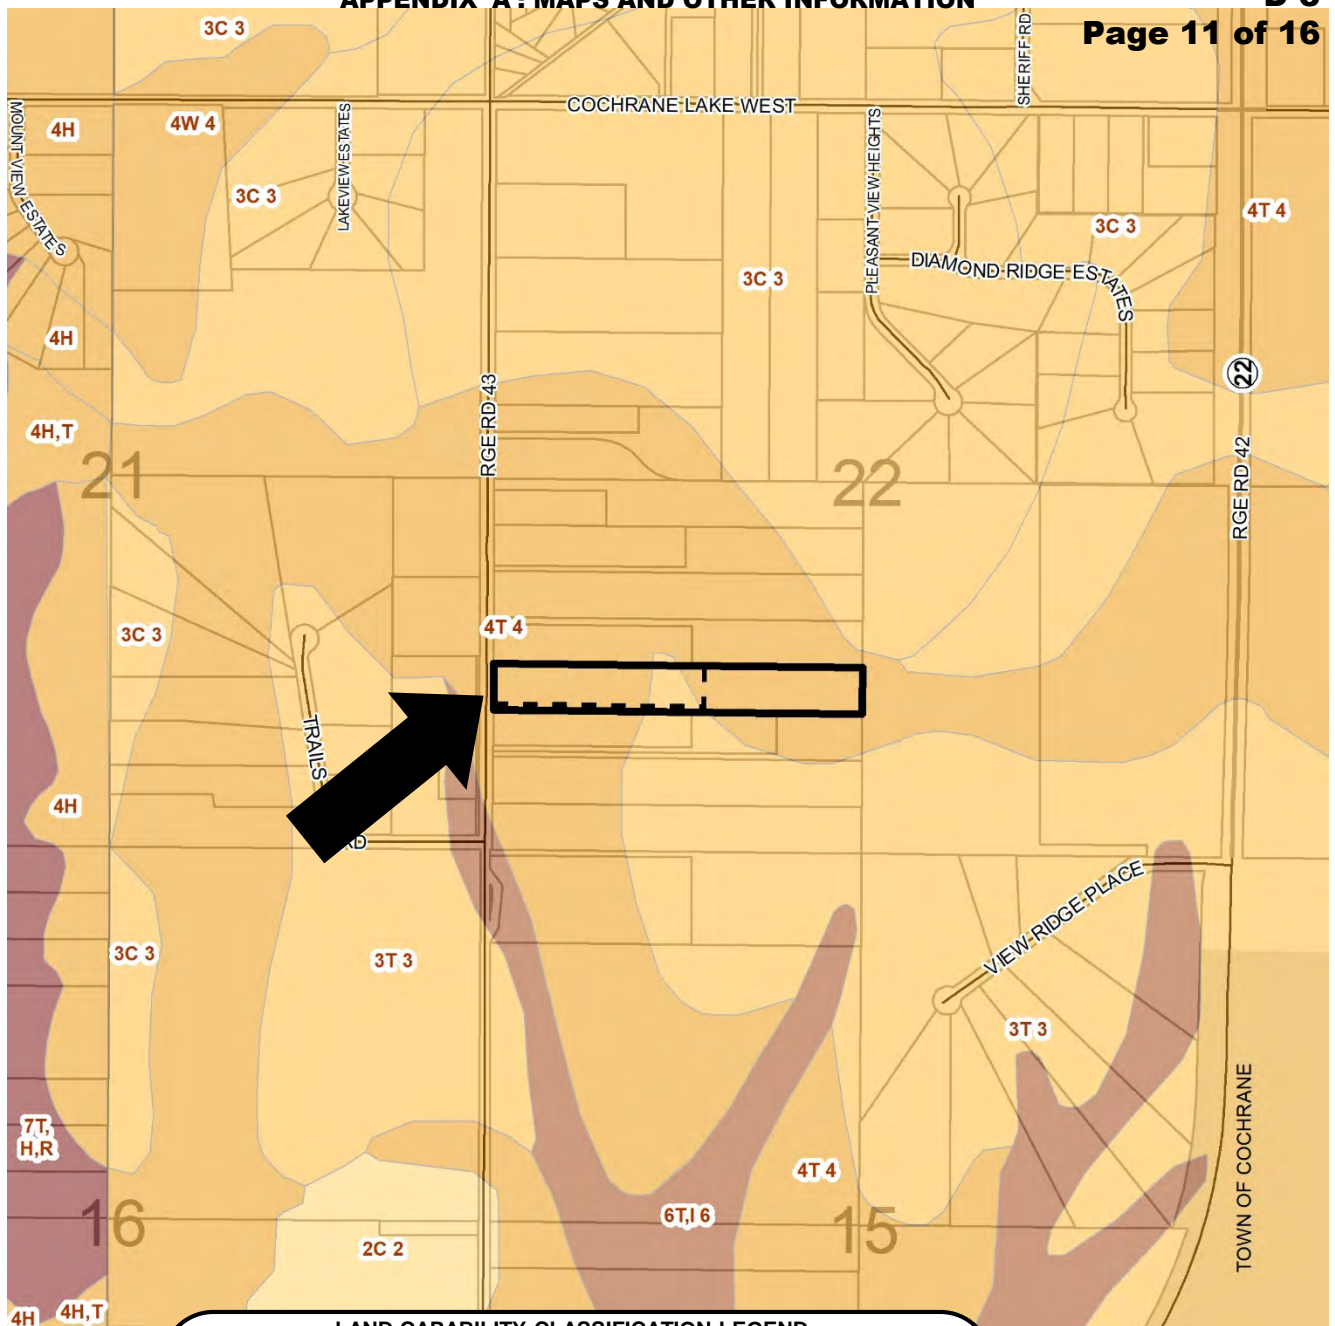 APPENDIX 'A': MAPS AND OTHER INFORMATION
Page 11 of 16
3C 3
SHERIFF RD
COCHRANE LAKE WEST
MOUNT VIEW ESTATES
4H
4W 4
LAKEVIEW ESTATES
PLEASANT VIEW HEIGHTS
3C 3
4T 4
3C 3
DIAMOND RIDGE ESTATES
3C 3
4H
22
RGE RD 43
4H,T
21
22
RGE RD 42
3C 3
4T 4
TRAILS
4H
RD
VIEW RIDGE PLACE
3C 3
3T 3
3T 3
TOWN OF COCHRANE
7T,
H,R
4T 4
16
6T,I 6
15
2C 2
4H
4H,T
LAND CAPABILITY CLASSIFICATION LEGEND